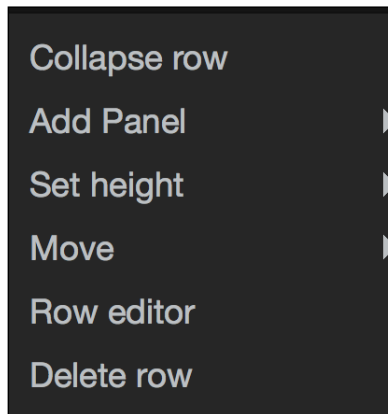 Collapse row
Add Panel
Set height
Move
Row editor
Delete row